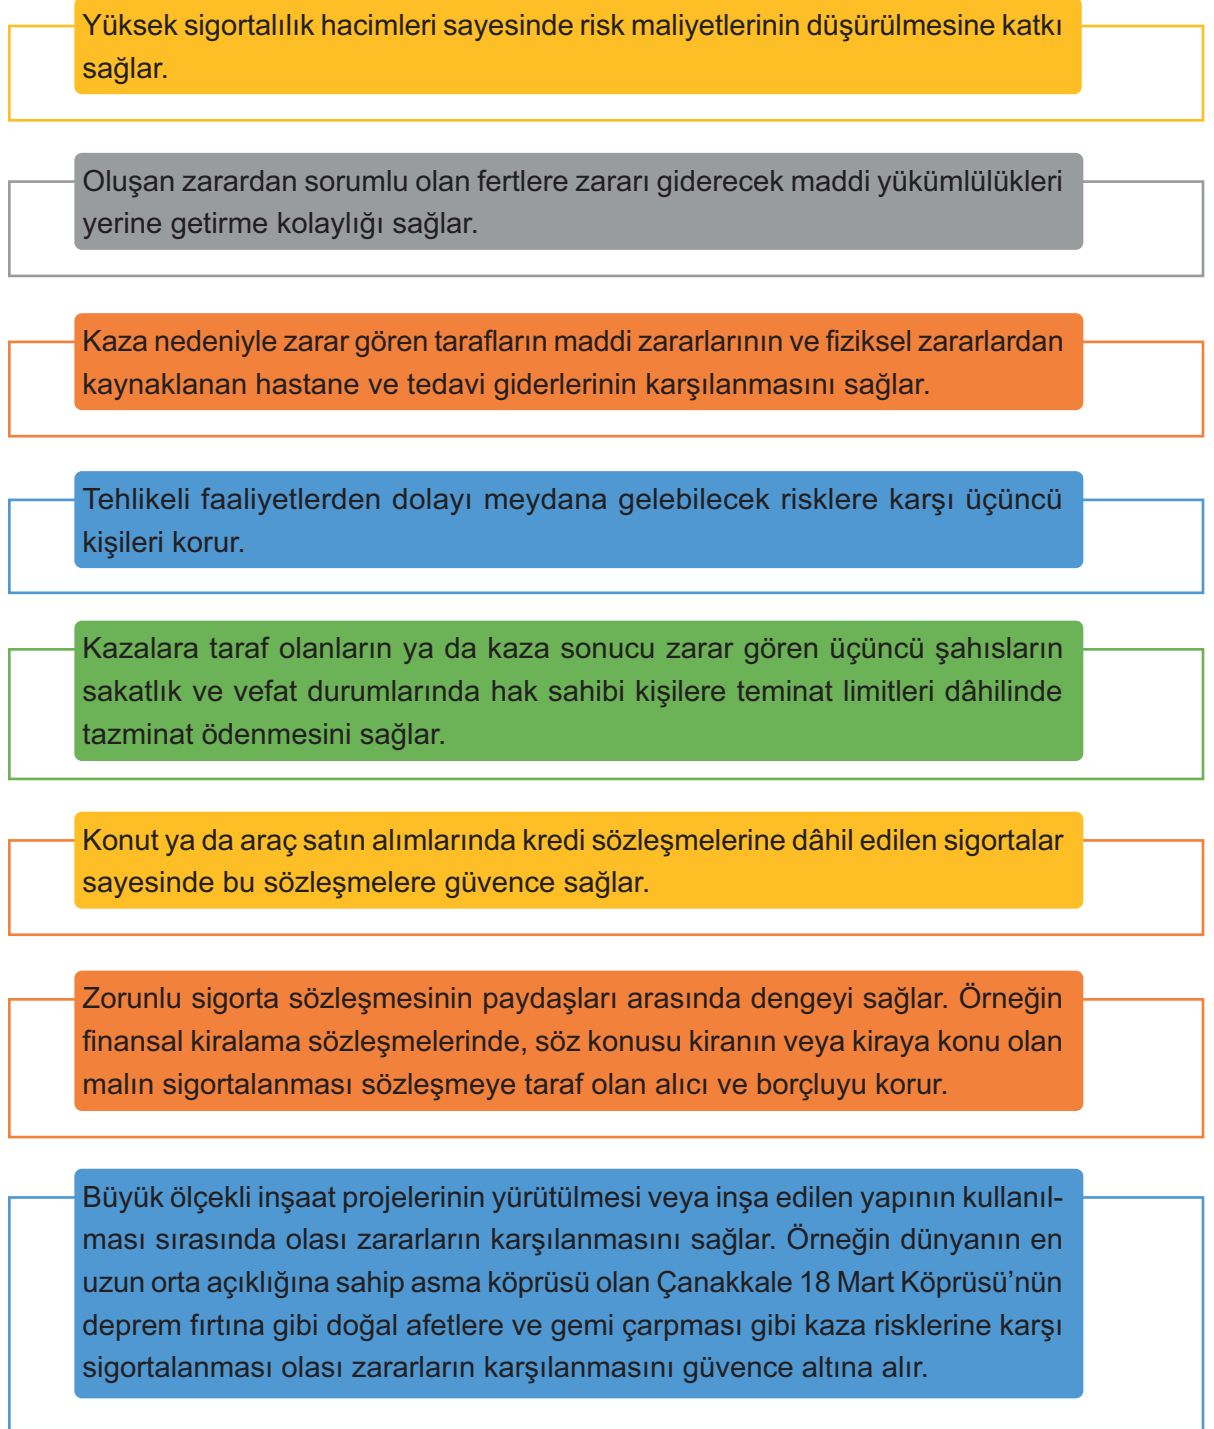 Yüksek sigortalılık hacimleri sayesinde risk maliyetlerinin düşürülmesine katkı
sağlar.
Oluşan zarardan sorumlu olan fertlere zararı giderecek maddi yükümlülükleri
yerine getirme kolaylığı sağlar.
Kaza nedeniyle zarar gören tarafların maddi zararlarının ve fiziksel zararlardan
kaynaklanan hastane ve tedavi giderlerinin karşılanmasını sağlar.
Tehlikeli faaliyetlerden dolayı meydana gelebilecek risklere karşı üçüncü
kişileri korur.
Kazalara taraf olanların ya da kaza sonucu zarar gören üçüncü şahısların
sakatlık ve vefat durumlarında hak sahibi kişilere teminat limitleri dâhilinde
tazminat ödenmesini sağlar.
Konut ya da araç satın alımlarında kredi sözleşmelerine dâhil edilen sigortalar
sayesinde bu sözleşmelere güvence sağlar.
Zorunlu sigorta sözleşmesinin paydaşları arasında dengeyi sağlar. Örneğin
finansal kiralama sözleşmelerinde, söz konusu kiranın veya kiraya konu olan
malın sigortalanması sözleşmeye taraf olan alıcı ve borçluyu korur.
Büyük ölçekli inşaat projelerinin yürütülmesi veya inşa edilen yapının kullanıl-
ması sırasında olası zararların karşılanmasını sağlar. Örneğin dünyanın en
uzun orta açıklığına sahip asma köprüsü olan Çanakkale 18 Mart Köprüsü’nün
deprem fırtına gibi doğal afetlere ve gemi çarpması gibi kaza risklerine karşı
sigortalanması olası zararların karşılanmasını güvence altına alır.